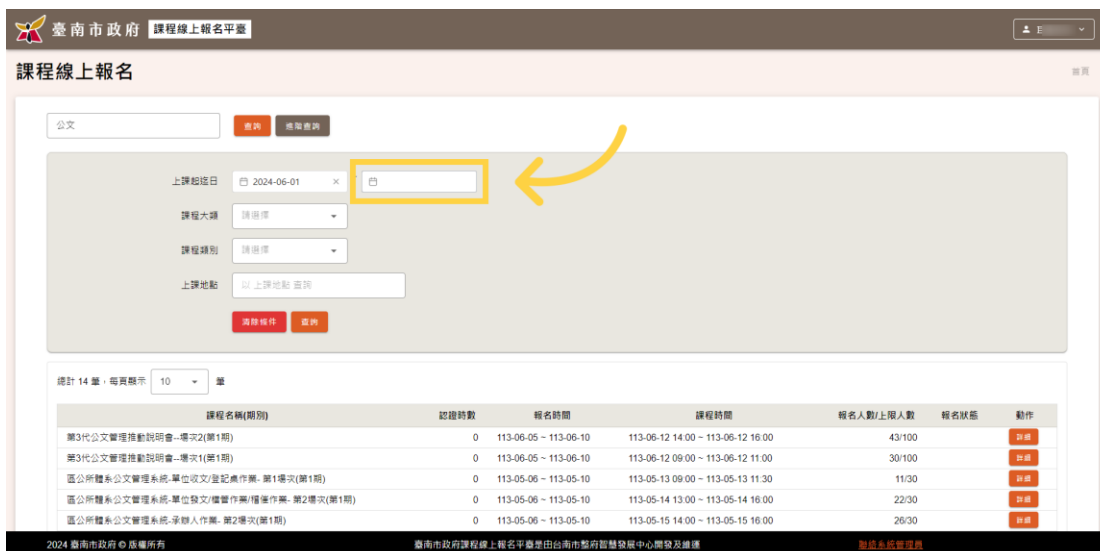 臺南市政府 課程線上報名平臺
課程線上報名
首頁
公文 查詢 進階查詢
上課起迄日 2024-06-01 × ~
課程大類 請選擇
課程類別 請選擇
上課地點 以 上課地點 查詢
清除條件 查詢
總計 14 筆，每頁顯示 10 筆
課程名稱(期別) 認證時數 報名時間 課程時間 報名人數/上限人數 報名狀態 動作
第3代公文管理推動說明會--場次2(第1期) 0 113-06-05 ~ 113-06-10 113-06-12 14:00 ~ 113-06-12 16:00 43/100 詳細
第3代公文管理推動說明會--場次1(第1期) 0 113-06-05 ~ 113-06-10 113-06-12 09:00 ~ 113-06-12 11:00 30/100 詳細
區公所體系公文管理系統-單位收文/登記桌作業- 第1場次(第1期) 0 113-05-06 ~ 113-05-10 113-05-13 09:00 ~ 113-05-13 11:30 11/30 詳細
區公所體系公文管理系統-單位發文/檔管作業/稽催作業- 第2場次(第1期) 0 113-05-06 ~ 113-05-10 113-05-14 13:00 ~ 113-05-14 16:00 22/30 詳細
區公所體系公文管理系統-承辦人作業- 第2場次(第1期) 0 113-05-06 ~ 113-05-10 113-05-15 14:00 ~ 113-05-15 16:00 26/30 詳細
2024 臺南市政府 © 版權所有 臺南市政府課程線上報名平臺是由台南市警府智慧發展中心開發及維運 聯絡系統管理員